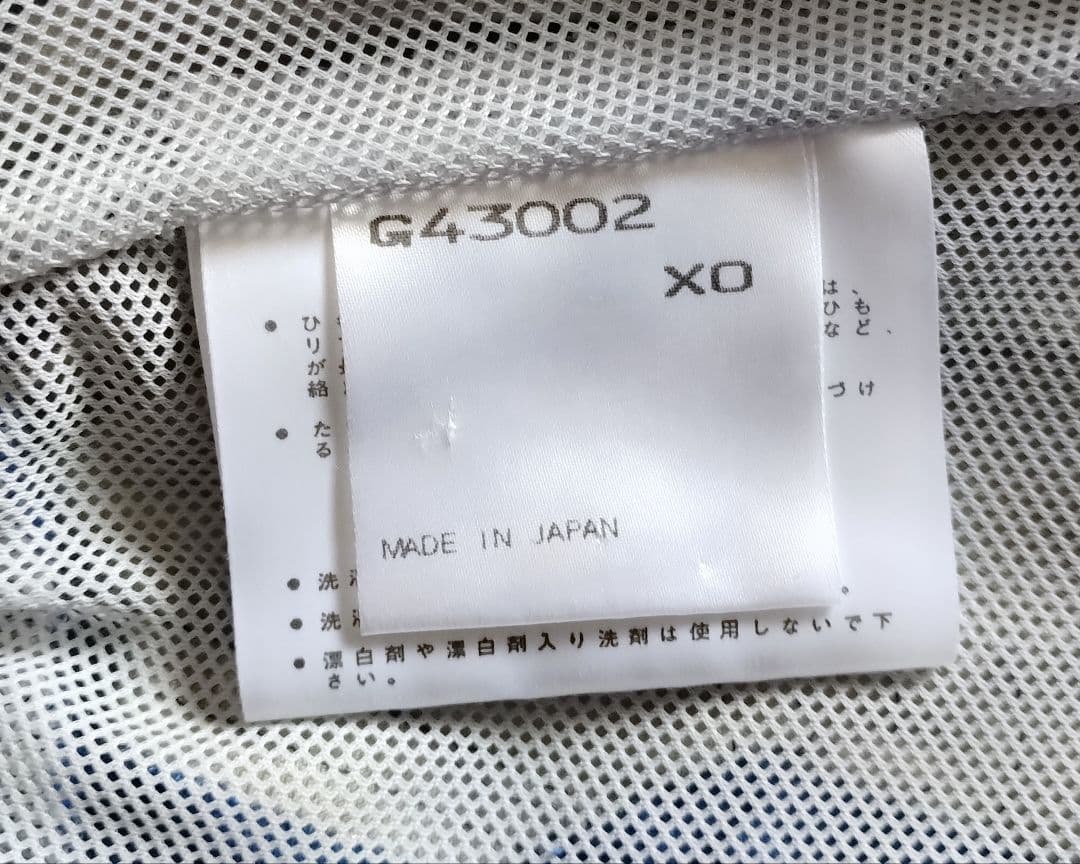 G43002
XO
MADE IN JAPAN
は、
● ひ ひも
り など、
が
絡 づけ
● た
る
● 洗
● 洗
● 漂白剤や漂白剤入り洗剤は使用しないで下
さい。